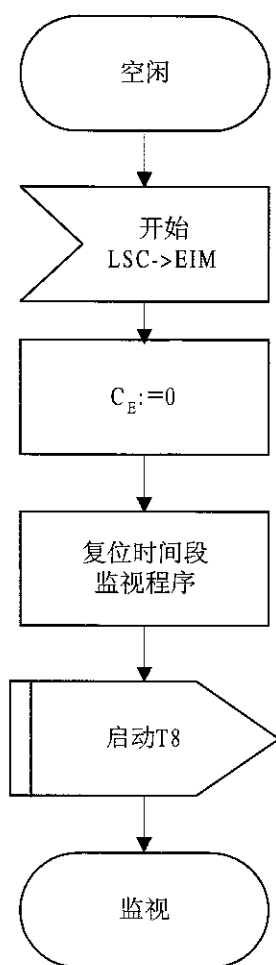 空闲
开始
LSC->EIM
C_E:=0
复位时间段
监视程序
启动T8
监视